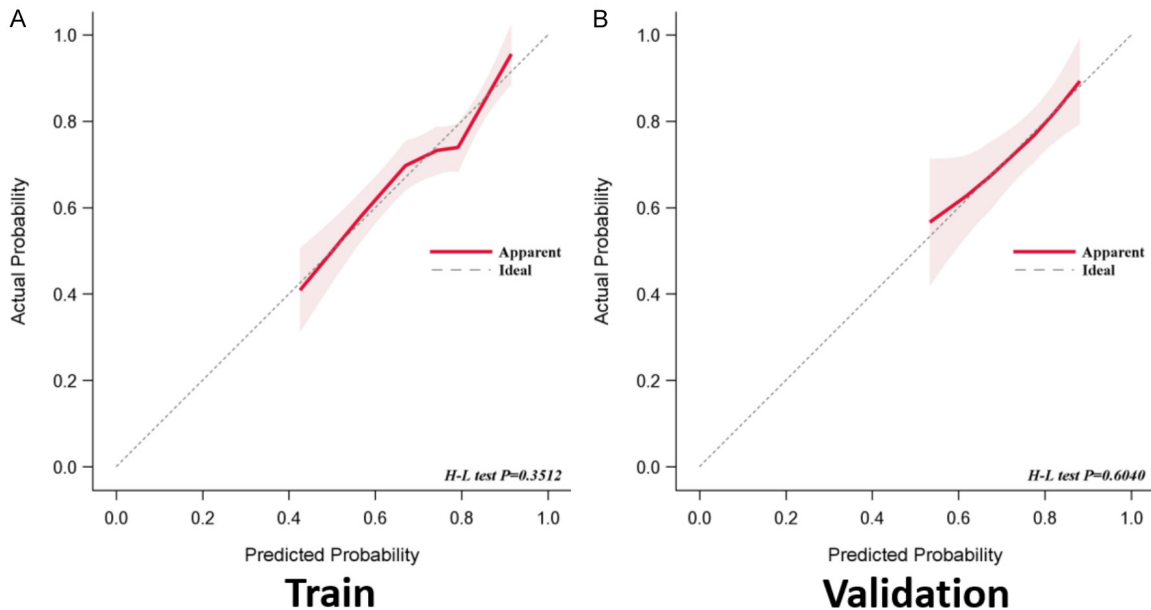 A
1.0
0.8
0.6
0.4
0.2
0.0
Actual Probability
Apparent
Ideal
H-L test P=0.3512
0.0 0.2 0.4 0.6 0.8 1.0
Predicted Probability
Train
B
1.0
0.8
0.6
0.4
0.2
0.0
Actual Probability
Apparent
Ideal
H-L test P=0.6040
0.0 0.2 0.4 0.6 0.8 1.0
Predicted Probability
Validation